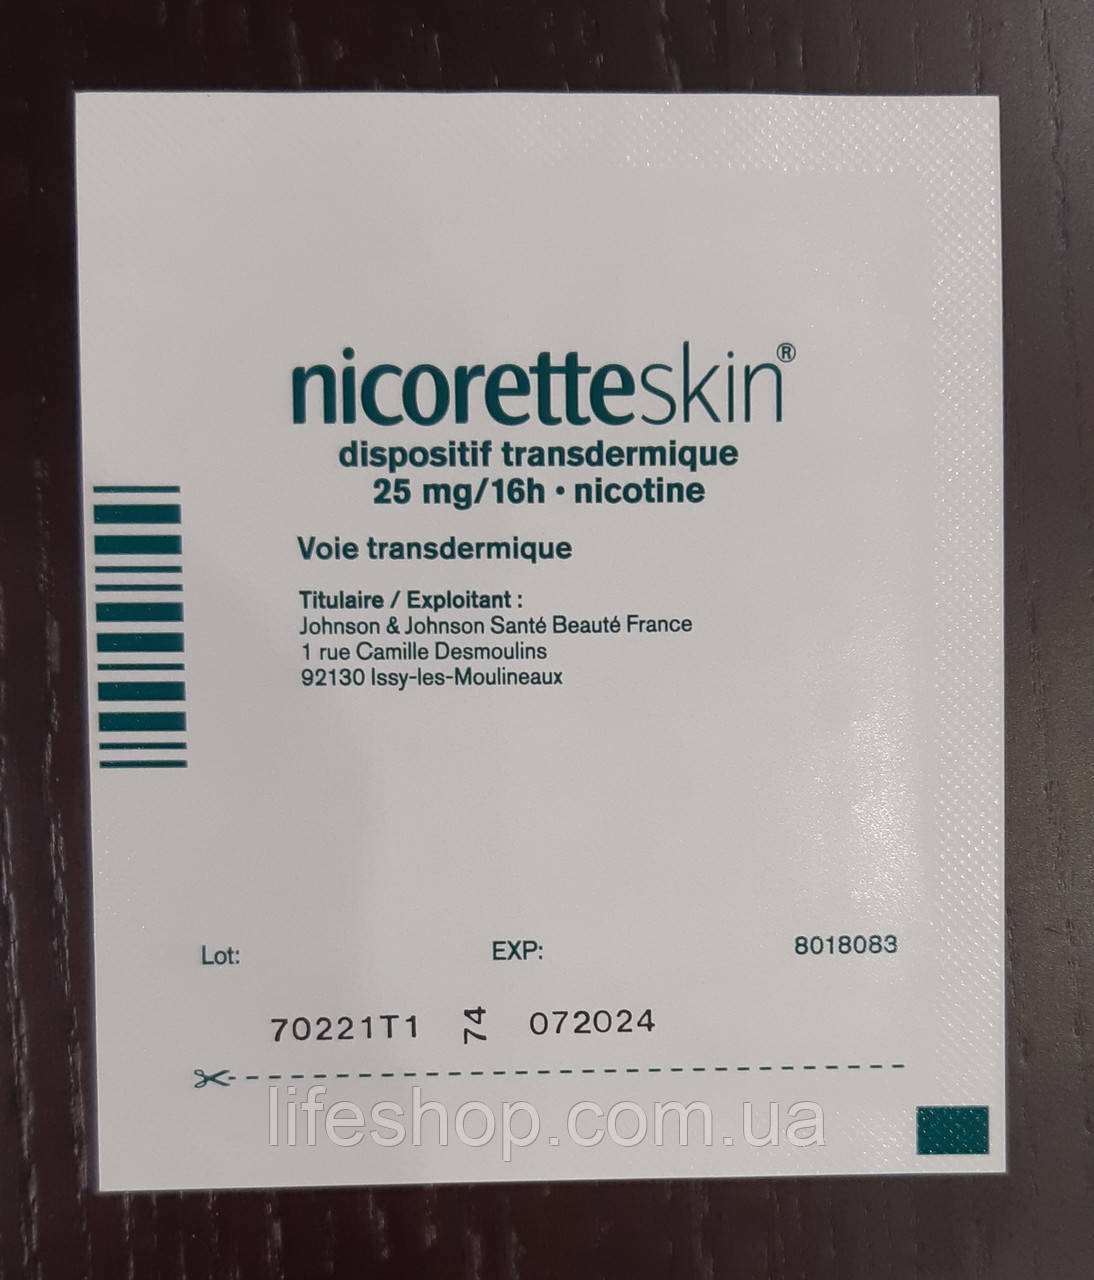 nicoretteskin®
dispositif transdermique
25 mg/16h • nicotine
Voie transdermique
Titulaire / Exploitant :
Johnson & Johnson Santé Beauté France
1 rue Camille Desmoulins
92130 Issy-les-Moulineaux
Lot: EXP: 8018083
70221T1 74 072024
lifeshop.com.ua